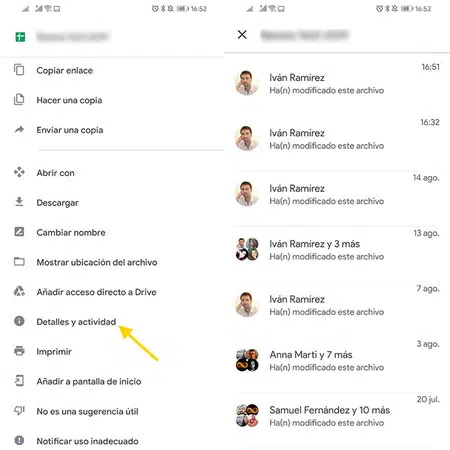 16:52
Copiar enlace
Hacer una copia
Enviar una copia
Abrir con
Descargar
Cambiar nombre
Mostrar ubicación del archivo
Añadir acceso directo a Drive
Detalles y actividad
Imprimir
Añadir a pantalla de inicio
No es una sugerencia útil
Notificar uso inadecuado
16:52
16:51
Iván Ramírez
Ha(n) modificado este archivo
16:32
Iván Ramírez
Ha(n) modificado este archivo
14 ago.
Iván Ramírez
Ha(n) modificado este archivo
13 ago.
Iván Ramírez y 3 más
Ha(n) modificado este archivo
7 ago.
Iván Ramírez
Ha(n) modificado este archivo
3 ago.
Anna Martí y 7 más
Ha(n) modificado este archivo
20 jul.
Samuel Fernández y 10 más
Ha(n) modificado este archivo